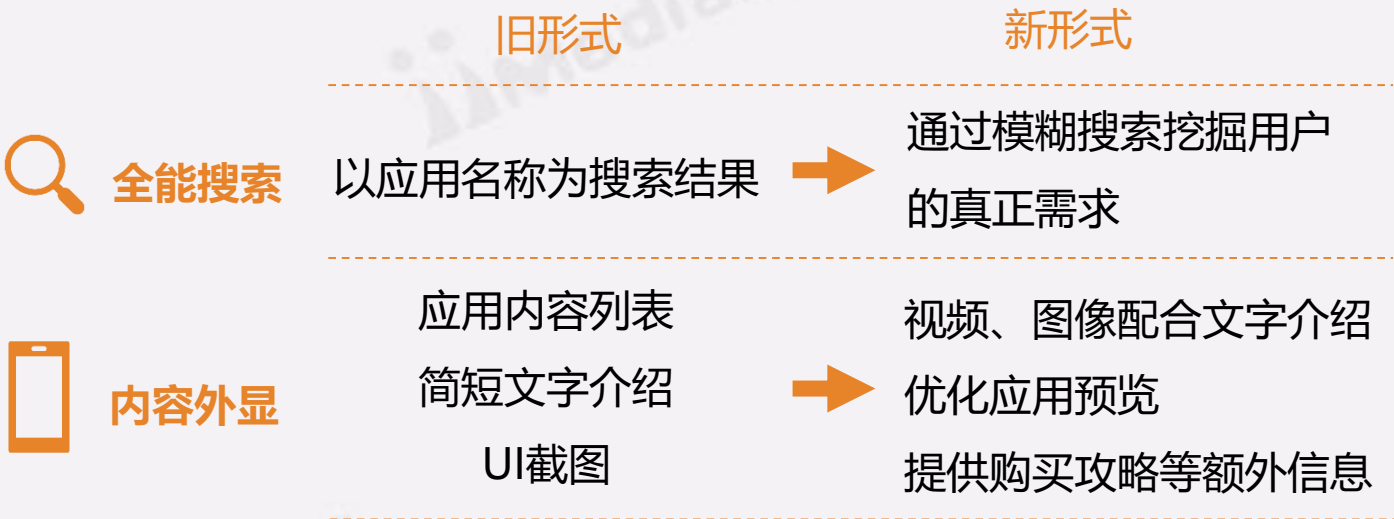 旧形式
新形式
全能搜索
以应用名称为搜索结果
通过模糊搜索挖掘用户
的真正需求
内容外显
应用内容列表
简短文字介绍
UI截图
视频、图像配合文字介绍
优化应用预览
提供购买攻略等额外信息